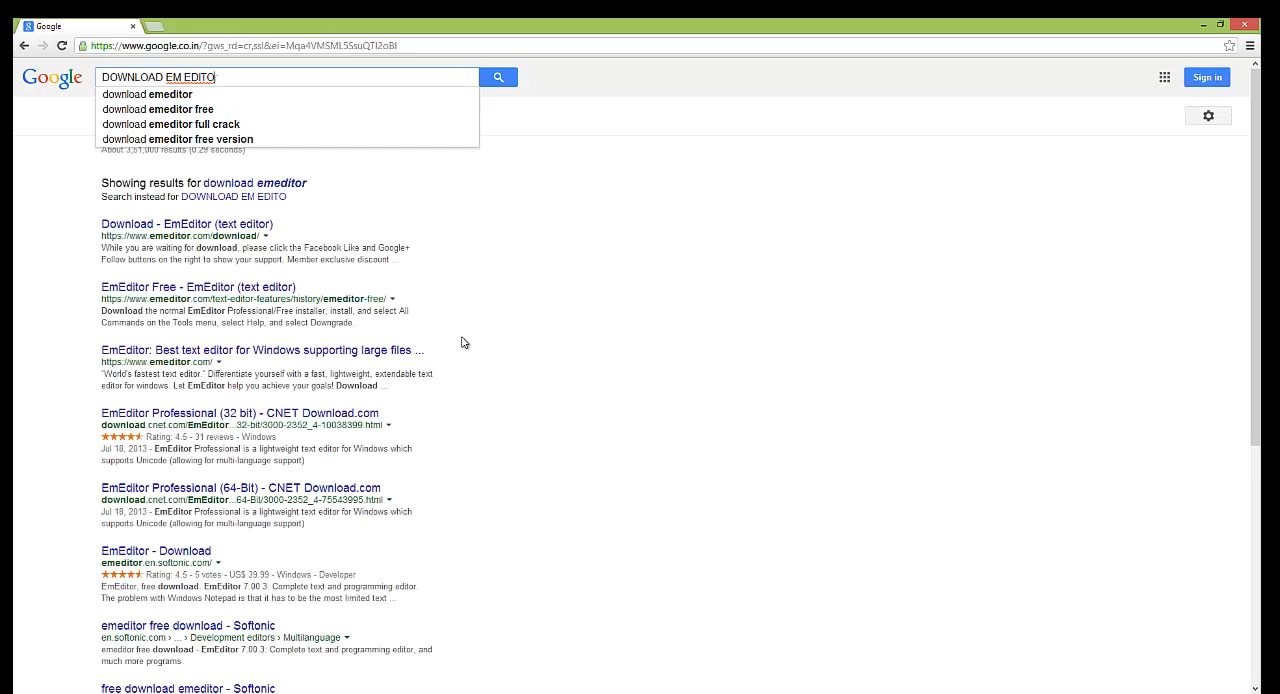 Google
https://www.google.co.in/?gws_rd=cr,ssl&ei=Mqa4VMSML5SsuQTI2oBI
Google
DOWNLOAD EM EDITO
Sign in
download emeditor
download emeditor free
download emeditor full crack
download emeditor free version
About 3,51,000 results (0.29 seconds)
Showing results for download emeditor
Search instead for DOWNLOAD EM EDITO
Download - EmEditor (text editor)
https://www.emeditor.com/download/
While you are waiting for download, please click the Facebook Like and Google+
Follow buttons on the right to show your support. Member exclusive discount ...
EmEditor Free - EmEditor (text editor)
https://www.emeditor.com/text-editor-features/history/emeditor-free/
Download the normal EmEditor Professional/Free installer, install, and select All
Commands on the Tools menu, select Help, and select Downgrade.
EmEditor: Best text editor for Windows supporting large files ...
https://www.emeditor.com/
"World's fastest text editor." Differentiate yourself with a fast, lightweight, extendable text
editor for windows. Let EmEditor help you achieve your goals! Download ...
EmEditor Professional (32 bit) - CNET Download.com
download.cnet.com/EmEditor...32-bit/3000-2352_4-10038399.html
Rating: 4.5 - 31 reviews - Windows
Jul 18, 2013 - EmEditor Professional is a lightweight text editor for Windows which
supports Unicode (allowing for multi-language support)
EmEditor Professional (64-Bit) - CNET Download.com
download.cnet.com/EmEditor...64-Bit/3000-2352_4-75543995.html
Jul 18, 2013 - EmEditor Professional is a lightweight text editor for Windows which
supports Unicode (allowing for multi-language support)
EmEditor - Download
emeditor.en.softonic.com/
Rating: 4.5 - 5 votes - US$ 39.99 - Windows - Developer
EmEditor, free download. EmEditor 7.00.3: Complete text and programming editor.
The problem with Windows Notepad is that it has to be the most limited text ...
emeditor free download - Softonic
en.softonic.com › ... › Development editors › Multilanguage
emeditor free download - EmEditor 7.00.3: Complete text and programming editor, and
much more programs.
free download emeditor - Softonic